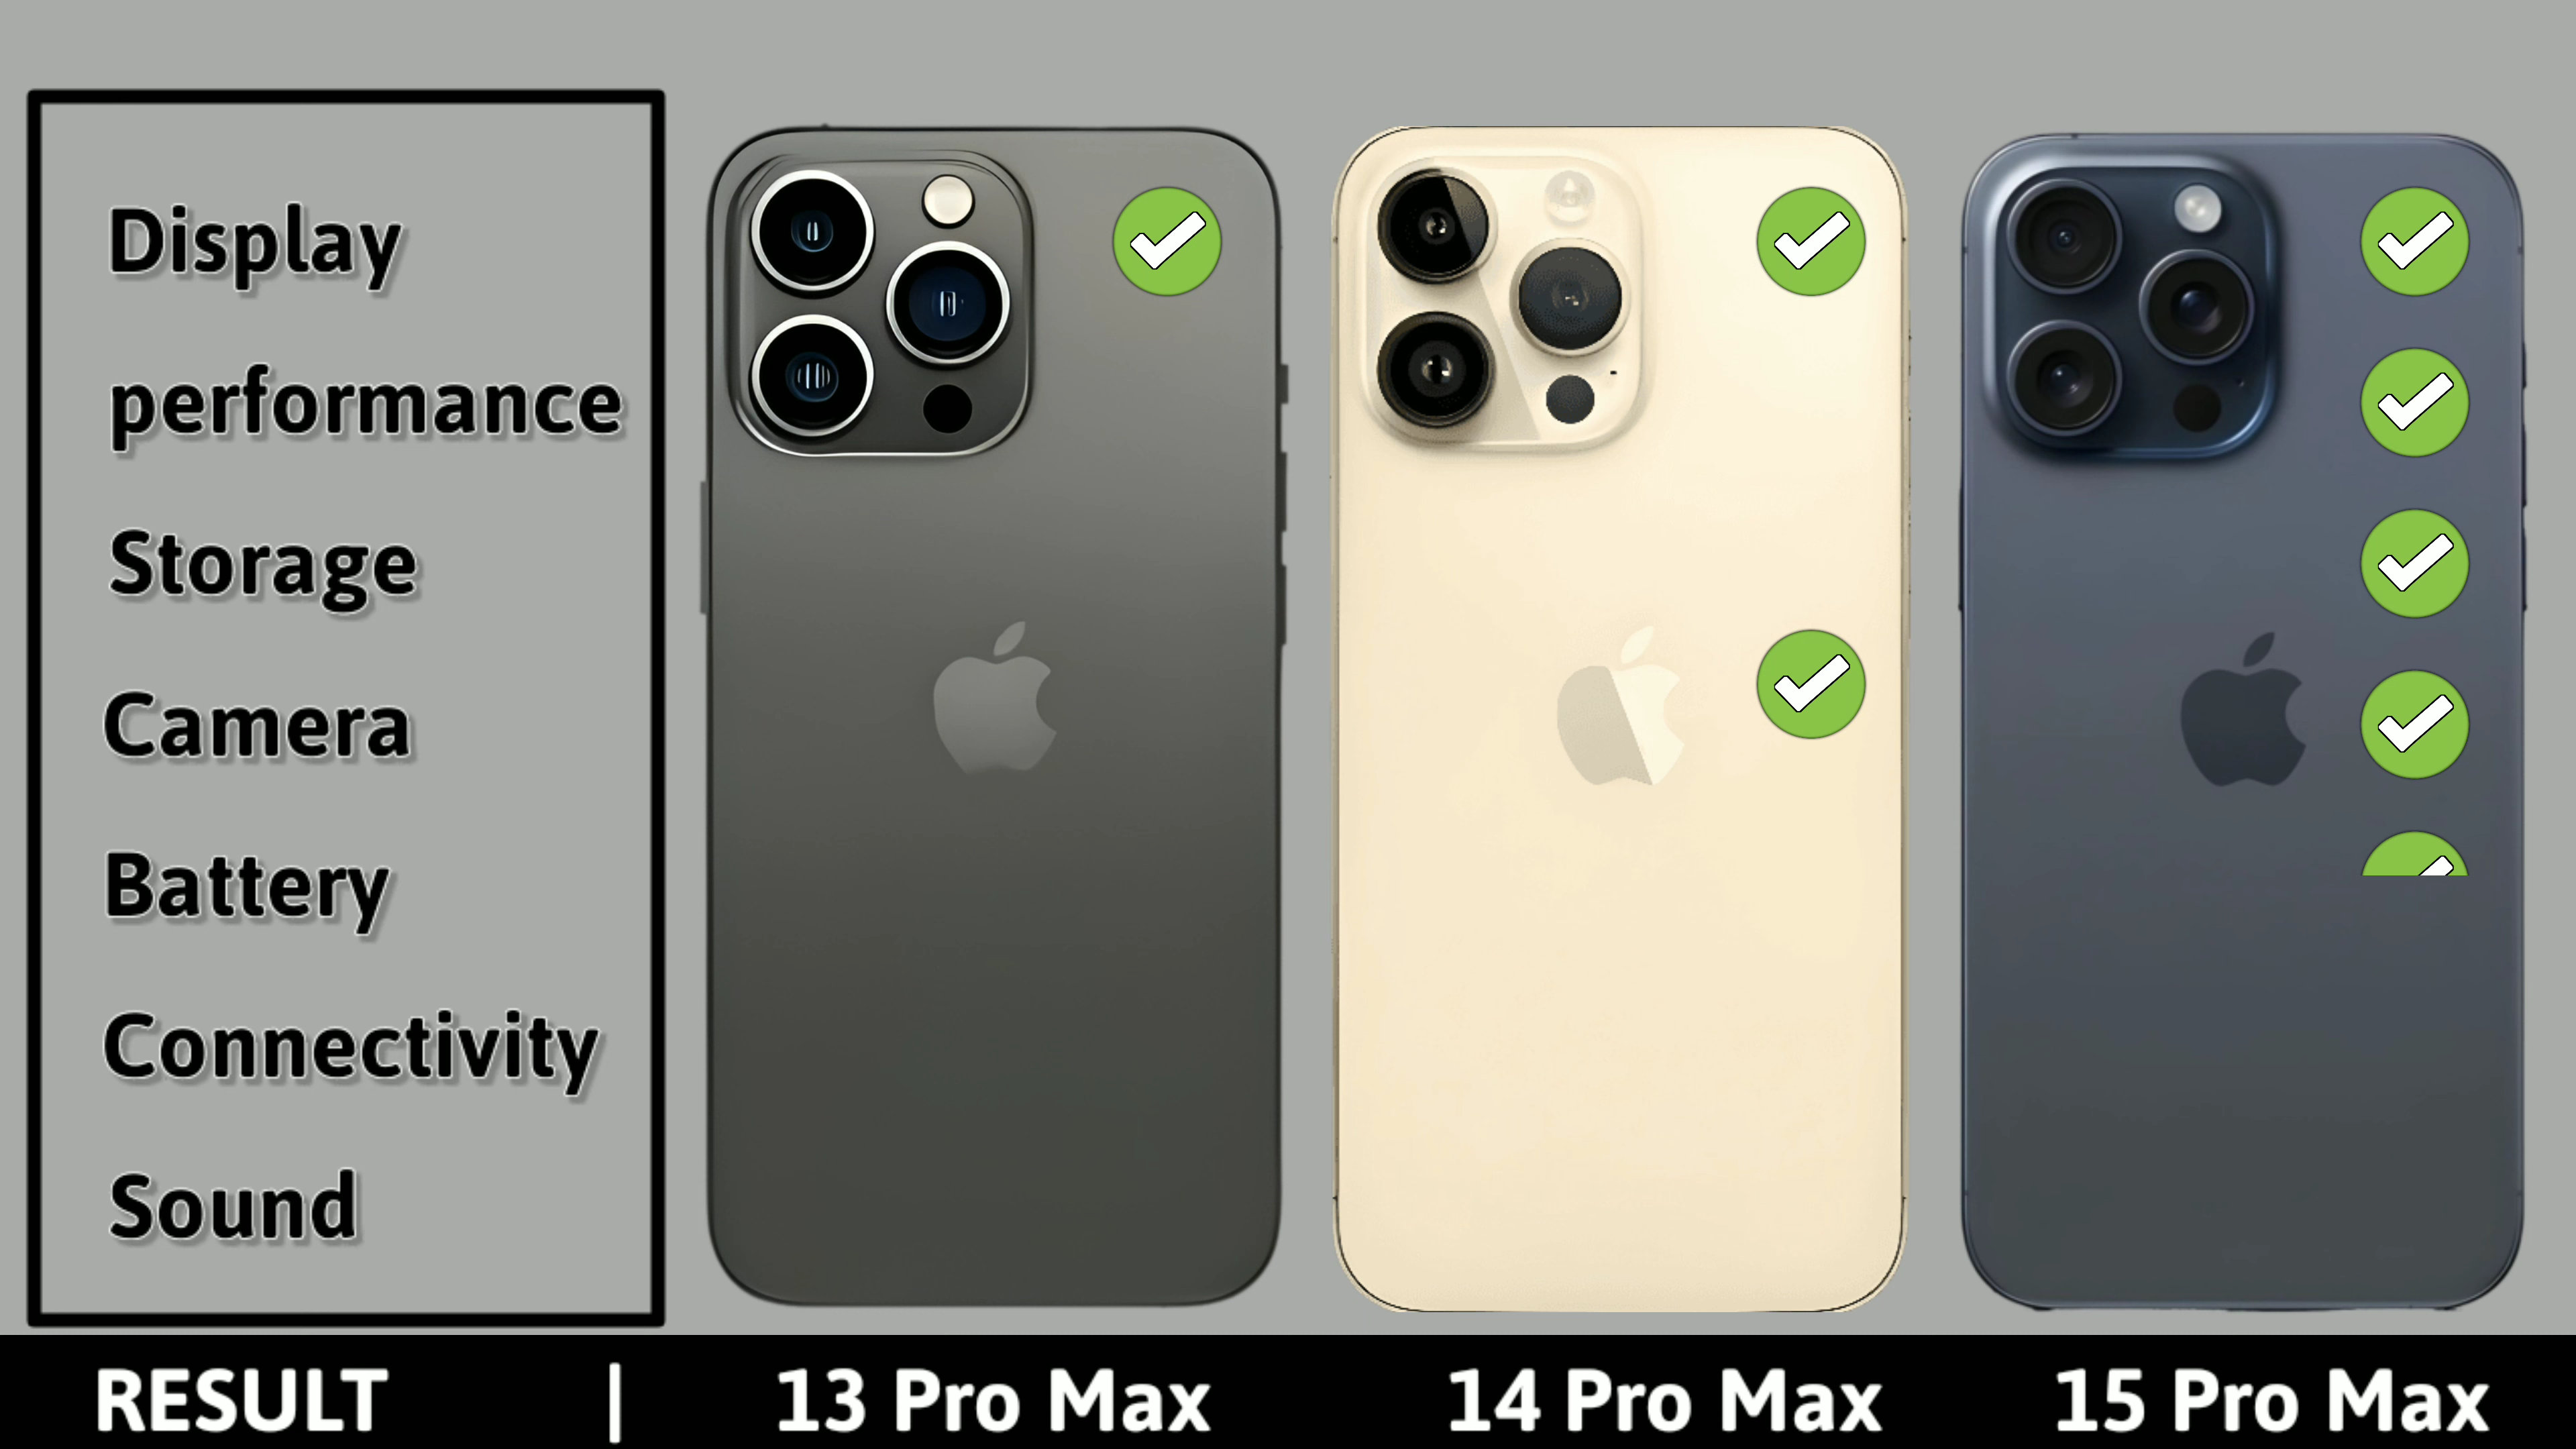 Display
performance
Storage
Camera
Battery
Connectivity
Sound
RESULT | 13 Pro Max 14 Pro Max 15 Pro Max